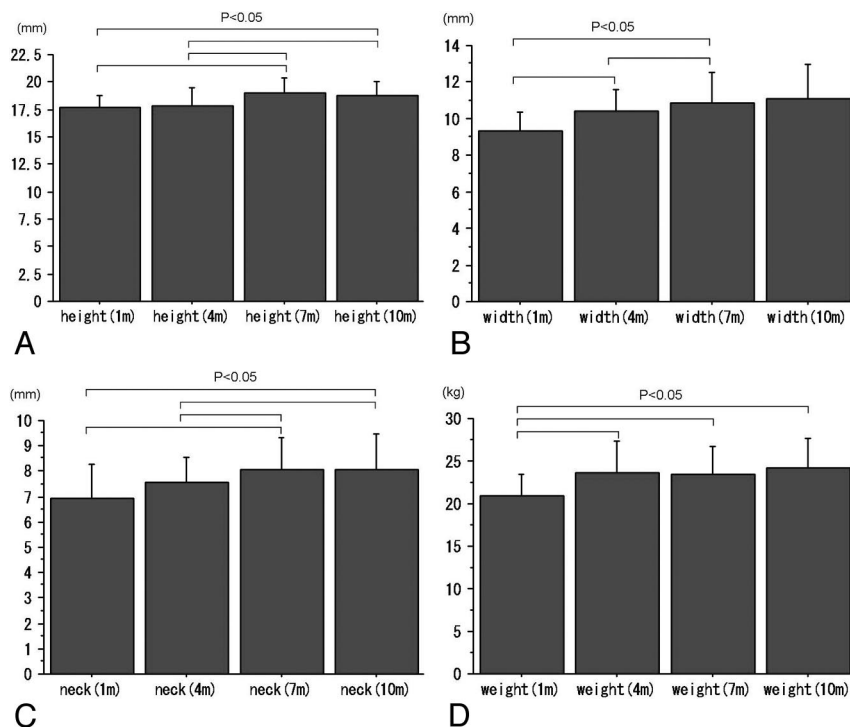 P<0.05
(mm)
22.5
20
17.5
15
12.5
10
7.5
5
2.5
0
height(1m) height(4m) height(7m) height(10m)
A
(mm)
P<0.05
14
12
10
8
6
4
2
0
width(1m) width(4m) width(7m) width(10m)
B
P<0.05
(mm)
10
9
8
7
6
5
4
3
2
1
0
neck(1m) neck(4m) neck(7m) neck(10m)
C
(kg)
P<0.05
30
25
20
15
10
5
0
weight(1m) weight(4m) weight(7m) weight(10m)
D